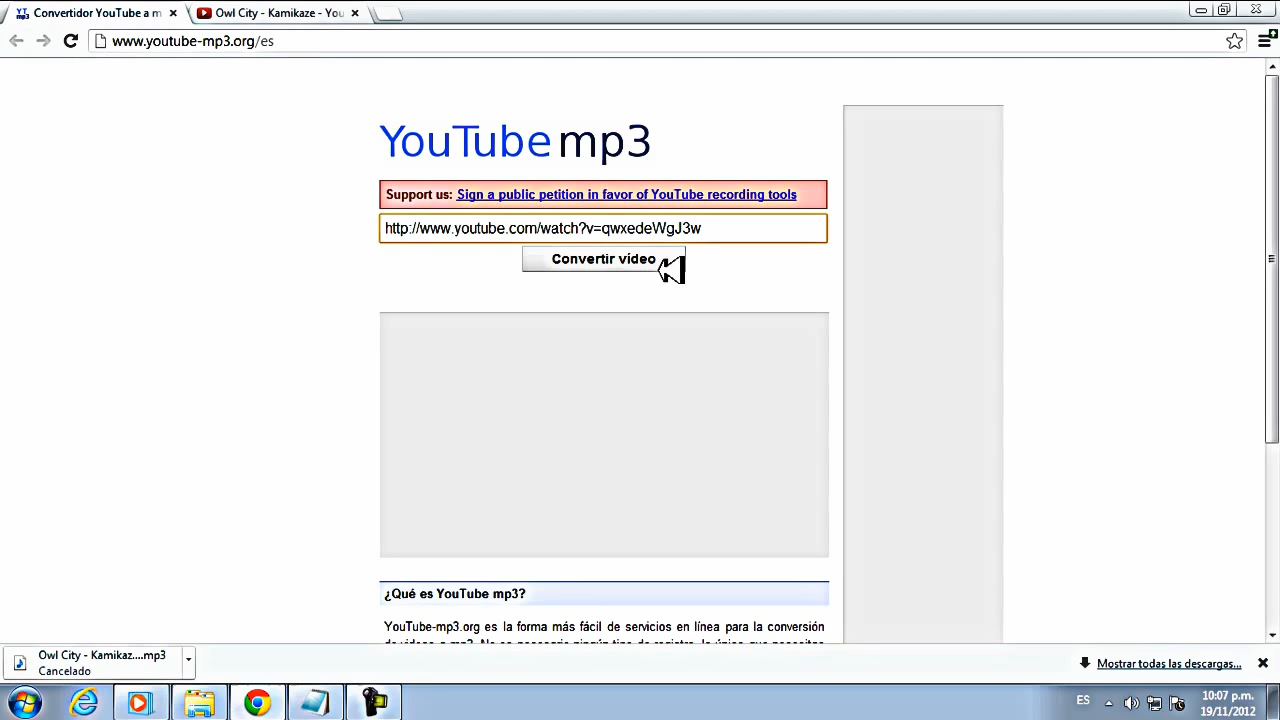 Convertidor YouTube a m
Owl City - Kamikaze - You
www.youtube-mp3.org/es
YouTube mp3
Support us: Sign a public petition in favor of YouTube recording tools
http://www.youtube.com/watch?v=qwxedeWgJ3w
Convertir vídeo
¿Qué es YouTube mp3?
YouTube-mp3.org es la forma más fácil de servicios en línea para la conversión
Owl City - Kamikaz....mp3
Cancelado
Mostrar todas las descargas...
ES
10:07 p.m.
19/11/2012